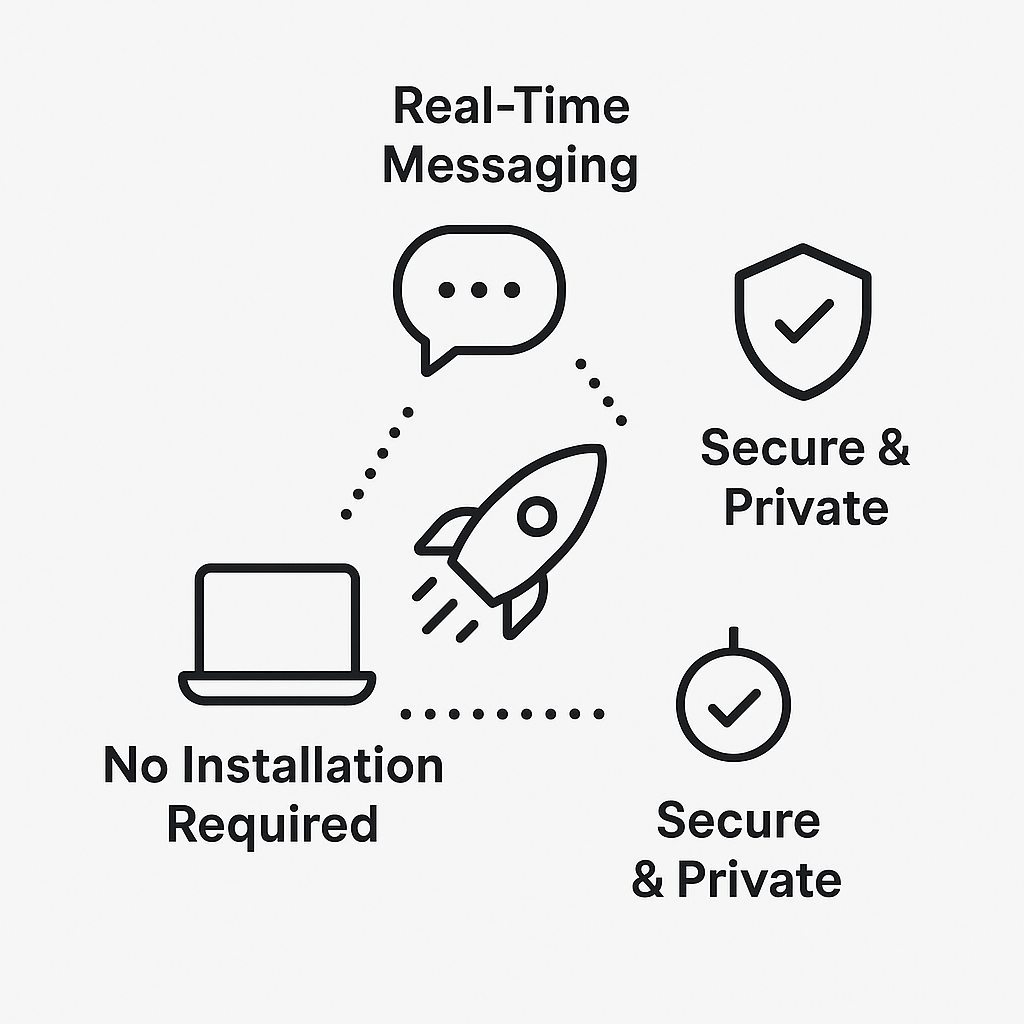 Real-Time
Messaging
Secure &
Private
No Installation
Required
Secure
& Private